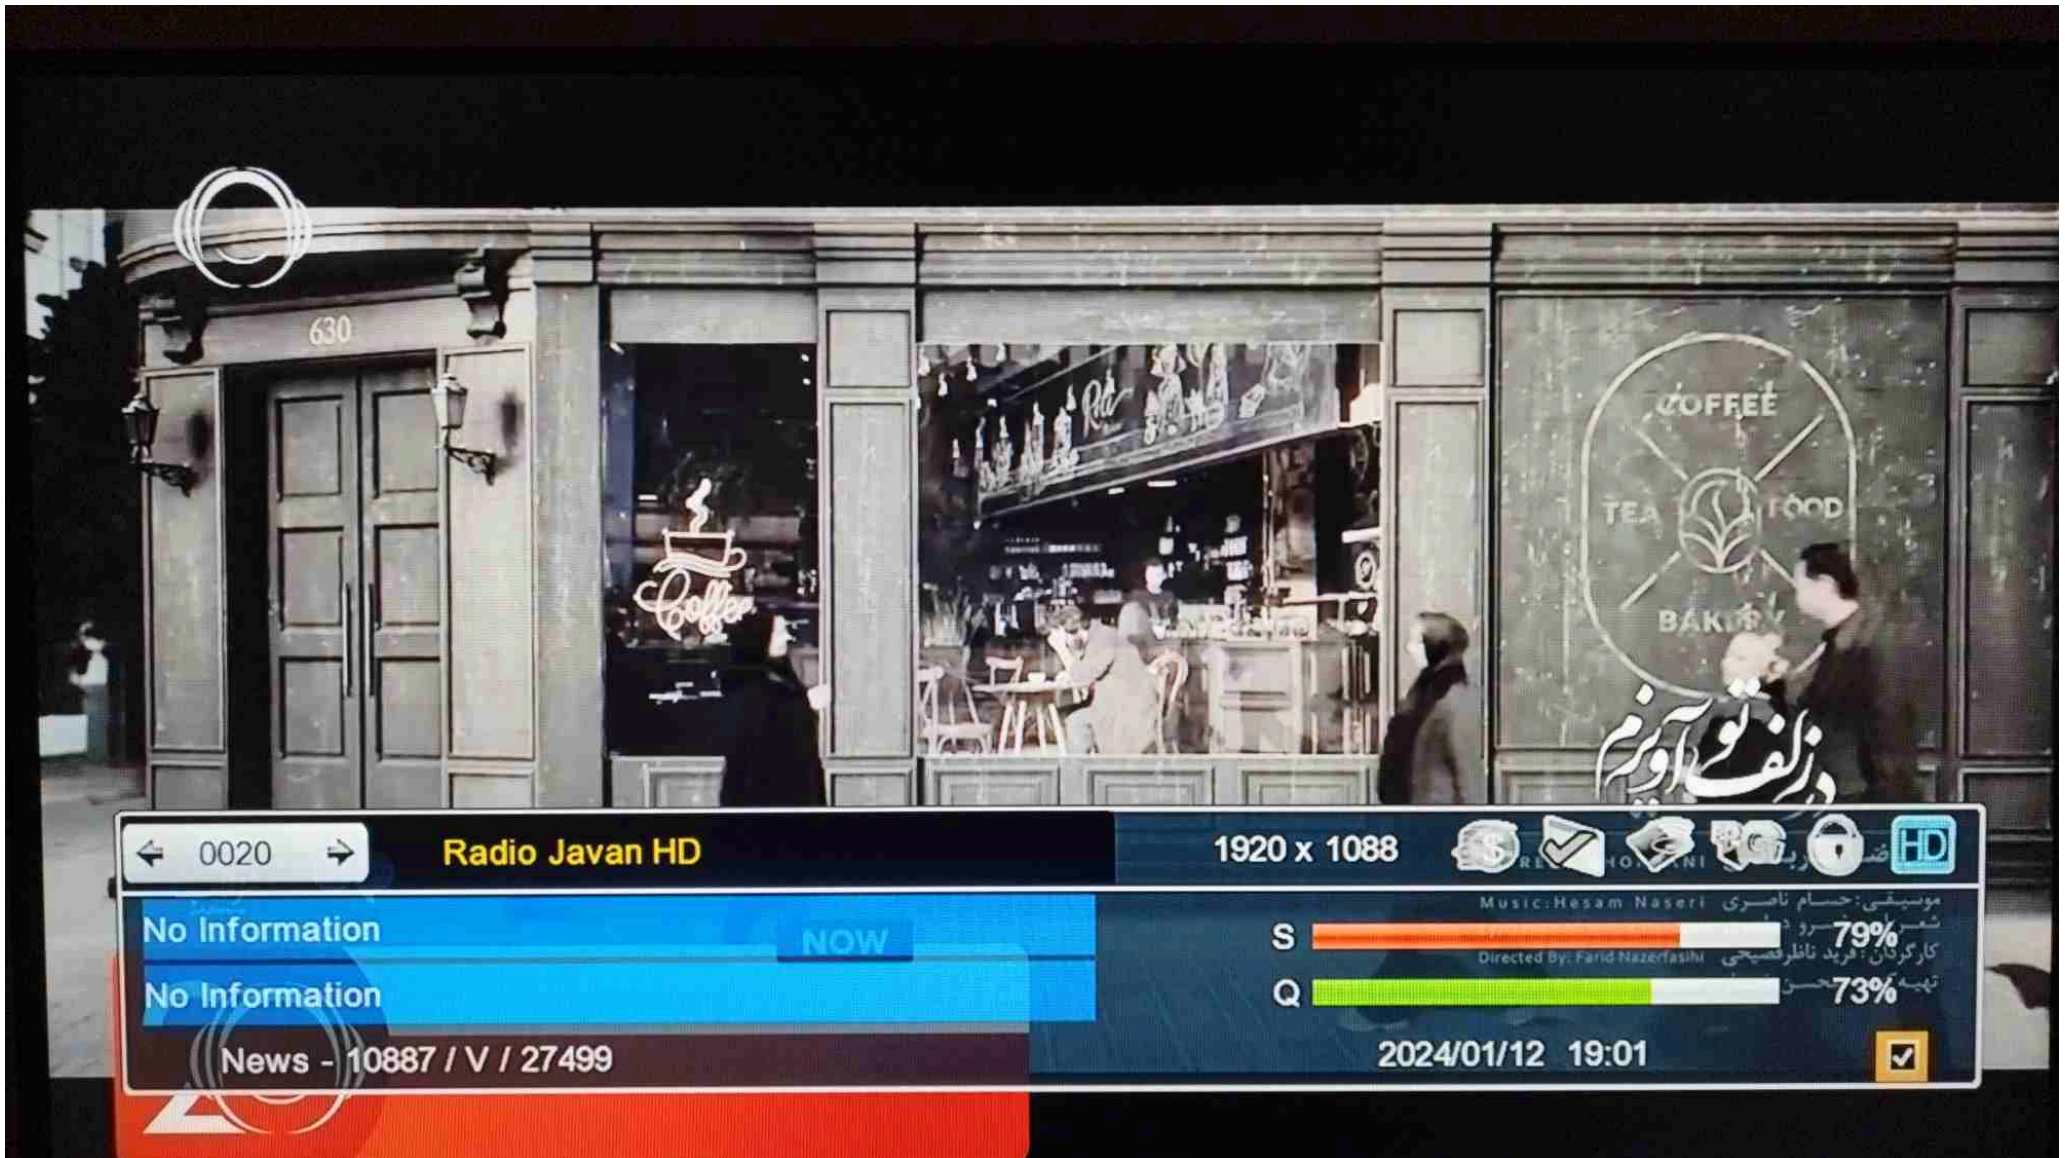 630
COFFEE
TEA
FOOD
BAKERY
Coffee
در زلف تو آویزم
0020
Radio Javan HD
1920 x 1088
HD
موسیقی: حسام ناصری
Music: Hesam Naseri
No Information
NOW
S
79%
کارگردان: فرید ناظرفصیحی
Directed By: Farid Nazerfasihi
No Information
Q
73%
News - 10887 / V / 27499
2024/01/12 19:01